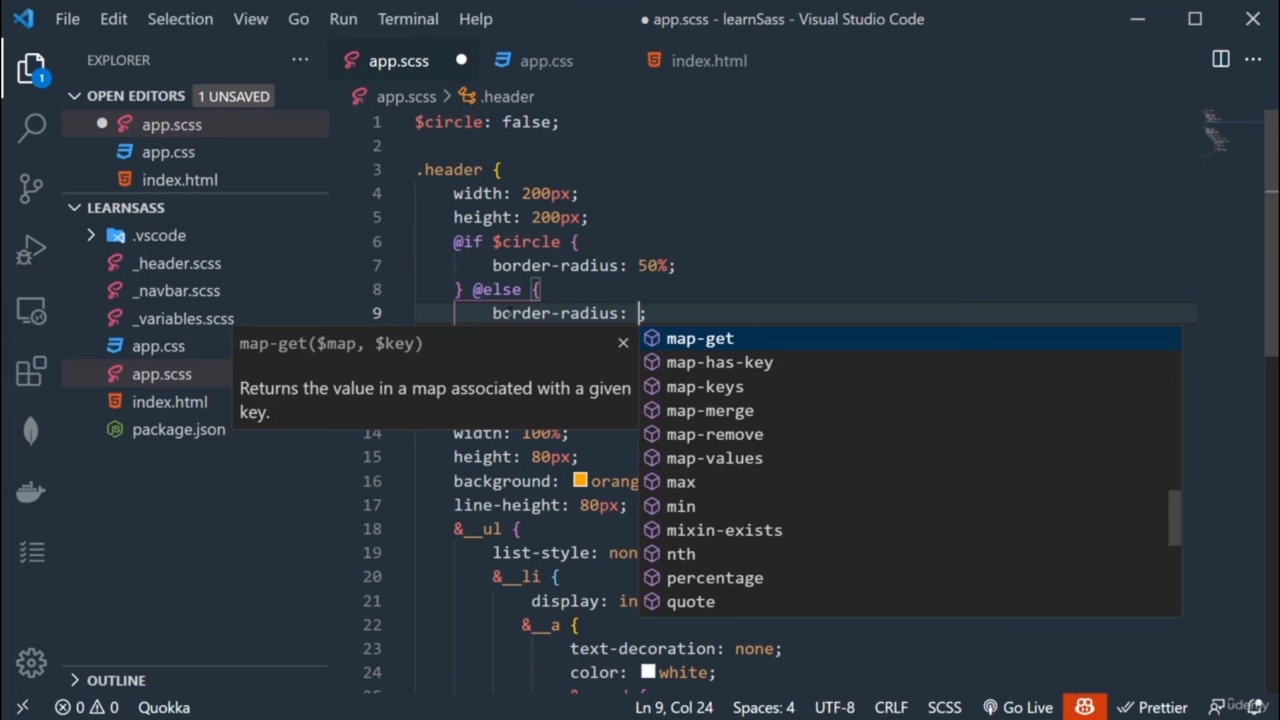 File Edit Selection View Go Run Terminal Help
● app.scss - learnSass - Visual Studio Code
EXPLORER
OPEN EDITORS 1 UNSAVED
app.scss
app.css
index.html
LEARNSASS
.vscode
_header.scss
_navbar.scss
_variables.scss
app.css
app.scss
index.html
package.json
OUTLINE
1
app.scss app.css index.html
app.scss > .header
1 $circle: false;
2
3 .header {
4 width: 200px;
5 height: 200px;
6 @if $circle {
7 border-radius: 50%;
8 } @else {
9 border-radius: ;
map-get($map, $key)
Returns the value in a map associated with a given
key.
map-get
map-has-key
map-keys
map-merge
map-remove
map-values
max
min
mixin-exists
nth
percentage
quote
14 width: 100%;
15 height: 80px;
16 background: orang
17 line-height: 80px;
18 &__ul {
19 list-style: non
20 &__li {
21 display: in
22 &__a {
23 text-decoration: none;
24 color: white;
0 0 Quokka Ln 9, Col 24 Spaces: 4 UTF-8 CRLF SCSS Go Live Prettier
udemy